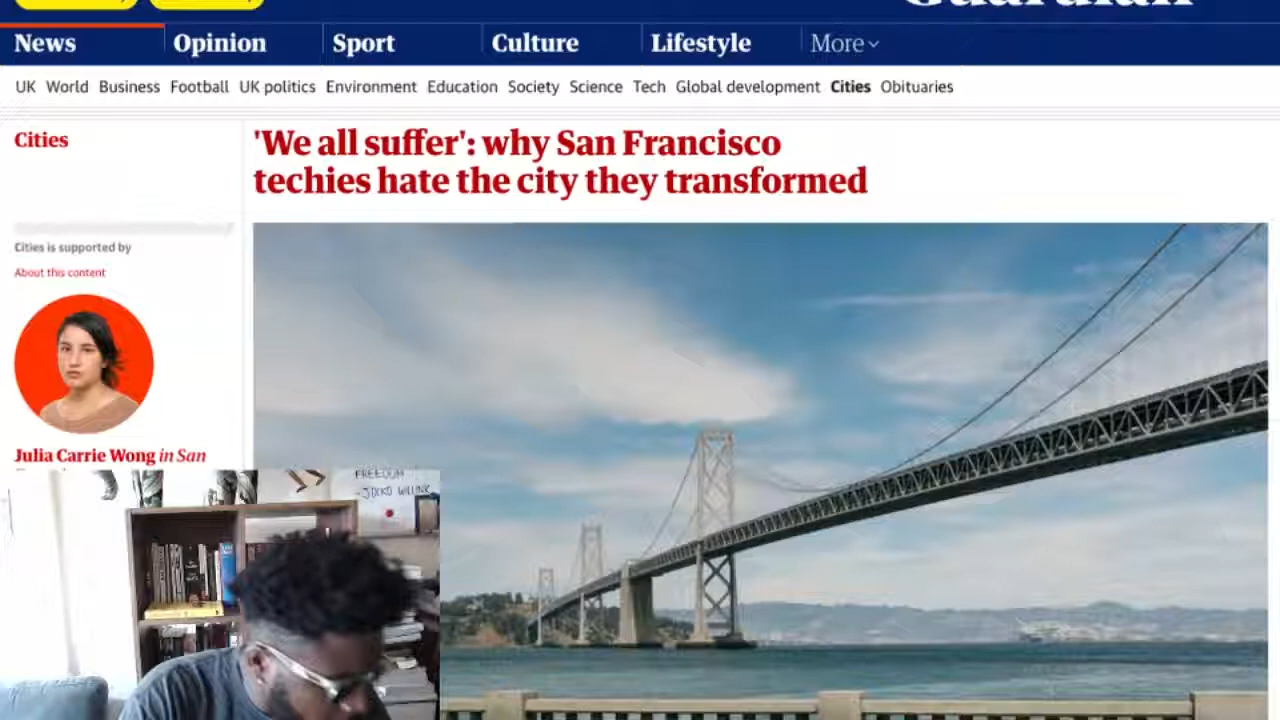 Guardian
News
Opinion
Sport
Culture
Lifestyle
More
UK World Business Football UK politics Environment Education Society Science Tech Global development Cities Obituaries
Cities
'We all suffer': why San Francisco
techies hate the city they transformed
Cities is supported by
About this content
Julia Carrie Wong in San
FREEDOM
- JOCKO WILLINK